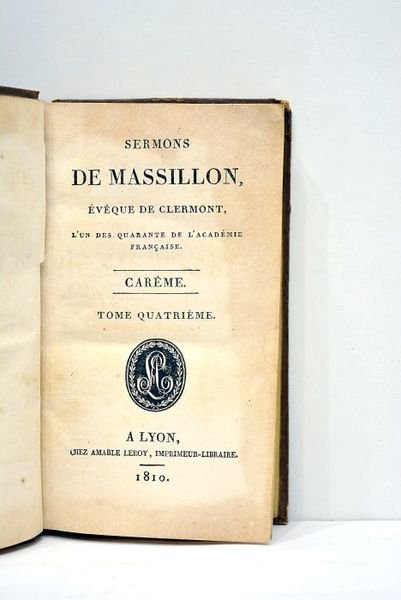 SERMONS
DE MASSILLON,
ÉVÊQUE DE CLERMONT,
L'UN DES QUARANTE DE L'ACADÉMIE
FRANÇAISE.
CARÊME.
TOME QUATRIÈME.
A LYON,
CHEZ AMABLE LEROY, IMPRIMEUR-LIBRAIRE.
1810.